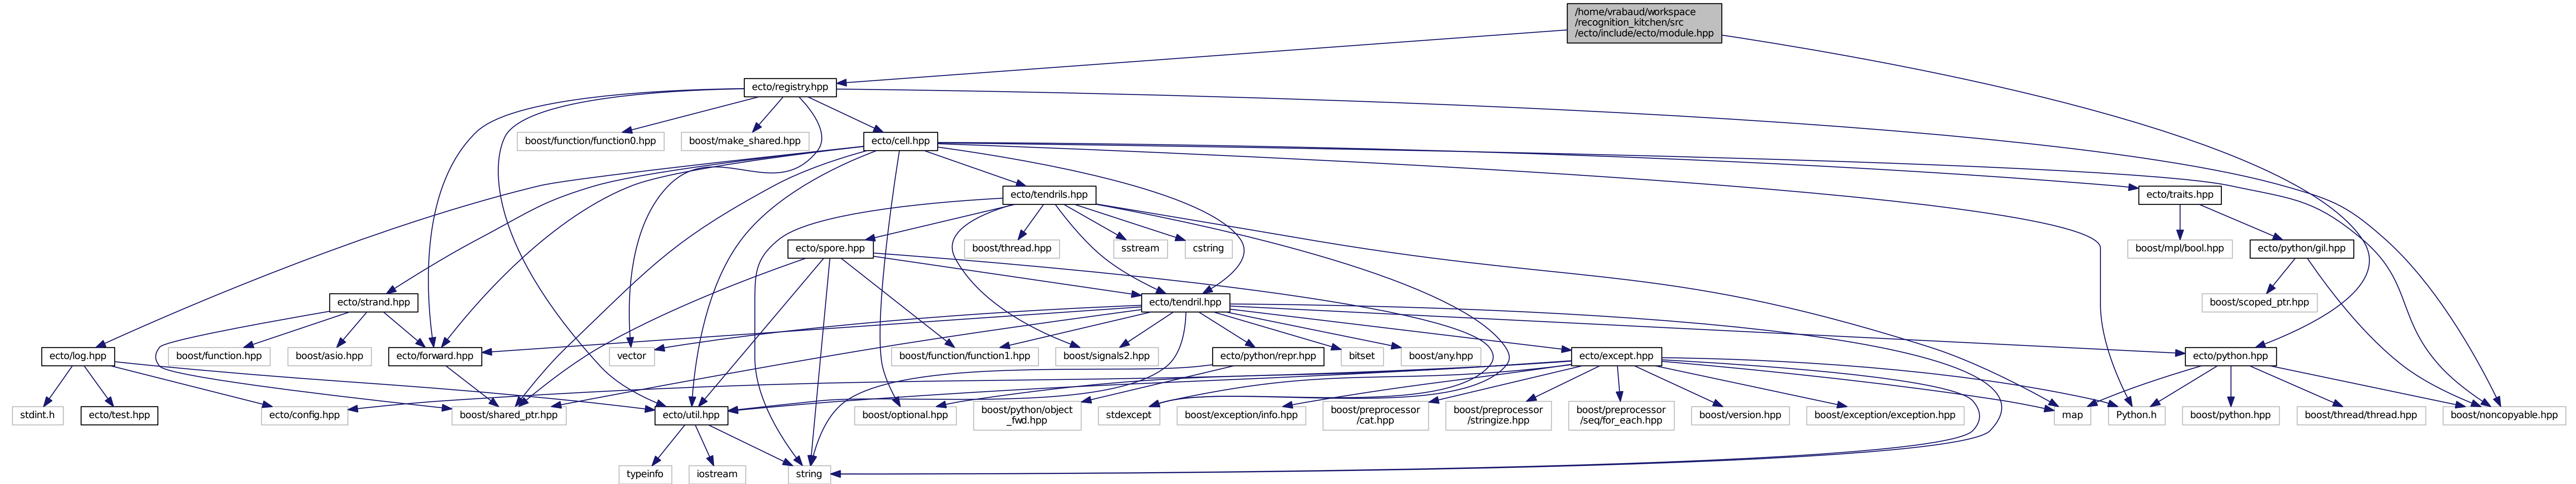 /home/vrabaud/workspace
/recognition_kitchen/src
/ecto/include/ecto/module.hpp
ecto/registry.hpp
boost/function/function0.hpp
boost/make_shared.hpp
ecto/cell.hpp
ecto/tendrils.hpp
ecto/traits.hpp
ecto/spore.hpp
boost/thread.hpp
sstream
cstring
boost/mpl/bool.hpp
ecto/python/gil.hpp
ecto/strand.hpp
ecto/tendril.hpp
boost/scoped_ptr.hpp
ecto/log.hpp
boost/function.hpp
boost/asio.hpp
ecto/forward.hpp
vector
boost/function/function1.hpp
boost/signals2.hpp
ecto/python/repr.hpp
bitset
boost/any.hpp
ecto/except.hpp
ecto/python.hpp
stdint.h
ecto/test.hpp
ecto/config.hpp
boost/shared_ptr.hpp
ecto/util.hpp
boost/optional.hpp
boost/python/object
_fwd.hpp
stdexcept
boost/exception/info.hpp
boost/preprocessor
/cat.hpp
boost/preprocessor
/stringize.hpp
boost/preprocessor
/seq/for_each.hpp
boost/version.hpp
boost/exception/exception.hpp
map
Python.h
boost/python.hpp
boost/thread/thread.hpp
boost/noncopyable.hpp
typeinfo
iostream
string